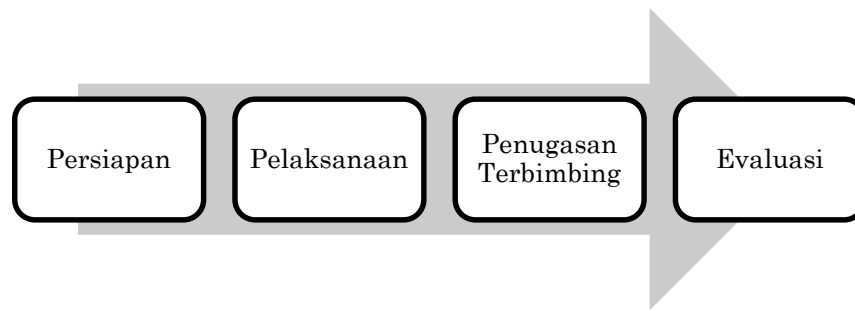 Persiapan
Pelaksanaan
Penugasan
Terbimbing
Evaluasi